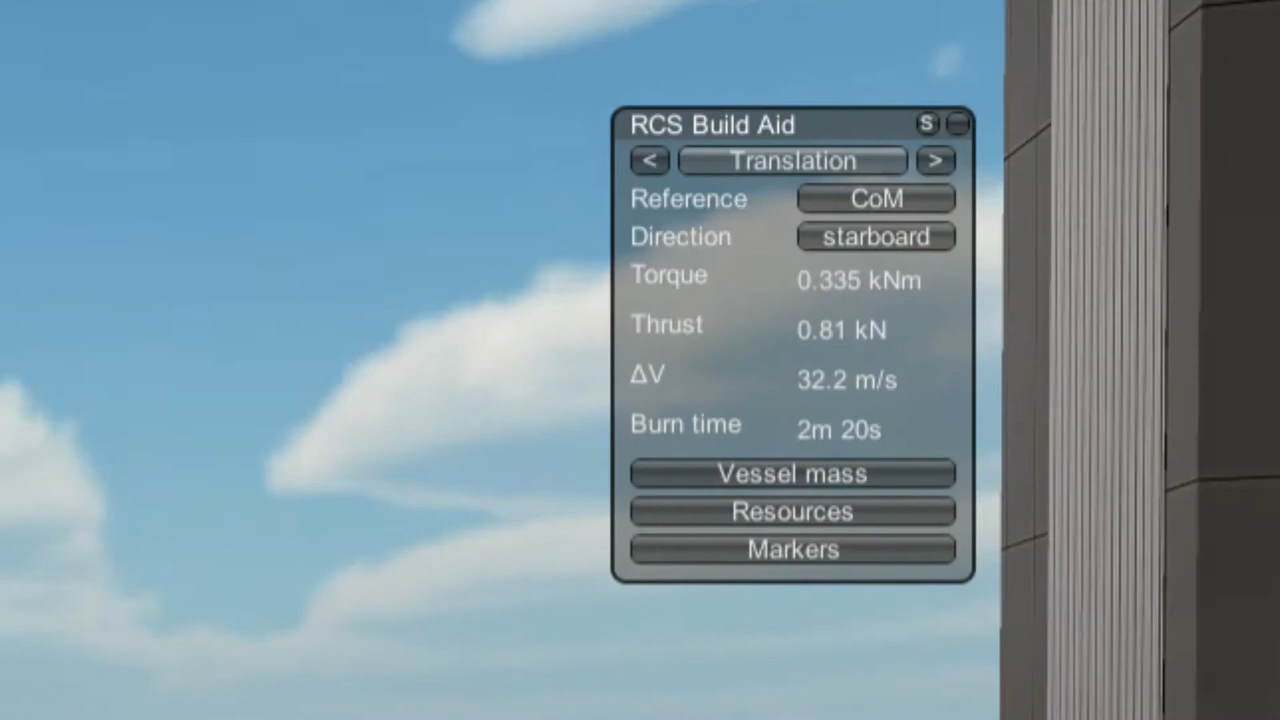 RCS Build Aid S
< Translation >
Reference CoM
Direction starboard
Torque 0.335 kNm
Thrust 0.81 kN
ΔV 32.2 m/s
Burn time 2m 20s
Vessel mass
Resources
Markers